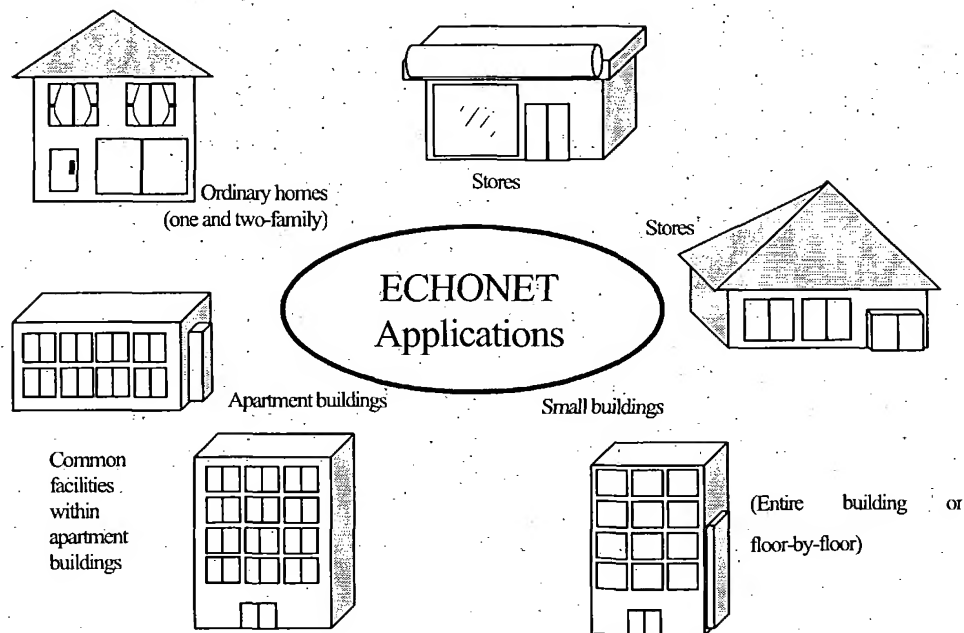 Stores
Ordinary homes
(one and two-family)
Stores
ECHONET
Applications
Apartment buildings
Small buildings
Common
facilities
within
apartment
buildings
(Entire building or
floor-by-floor)